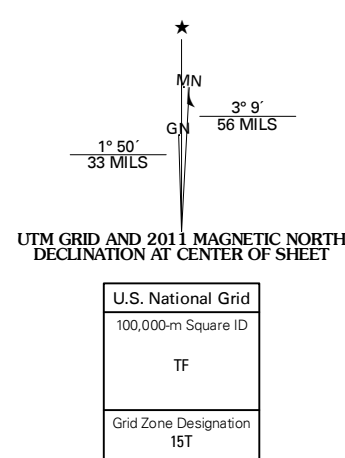 ★
MN
3° 9´
56 MILS
GN
1° 50´
33 MILS
UTM GRID AND 2011 MAGNETIC NORTH
DECLINATION AT CENTER OF SHEET
U.S. National Grid
100,000-m Square ID
TF
Grid Zone Designation
15T